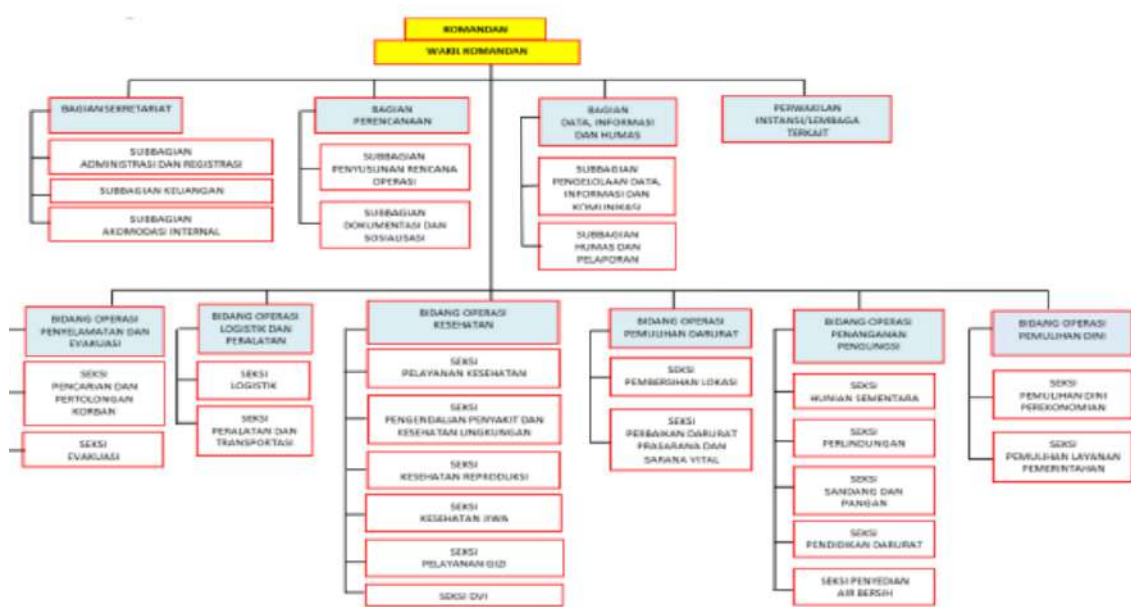 KOMANDAN
WAKIL KOMANDAN
BAGIAN SEKRETARIAT
SUBBAGIAN
ADMINISTRASI DAN REGISTRASI
SUBBAGIAN KEUANGAN
SUBBAGIAN
AKOMODASI INTERNAL
BAGIAN
PERENCANAAN
SUBBAGIAN
PENYUSUNAN RENCANA
OPERASI
SUBBAGIAN
DOKUMENTASI DAN
SOSIALISASI
BAGIAN
DATA, INFORMASI
DAN HUMAS
SUBBAGIAN
PENGELOLAAN DATA,
INFORMASI DAN
KOMUNIKASI
SUBBAGIAN
HUMAS DAN
PELAPORAN
PERWAKILAN
INSTANSI/LEMBAGA
TERKAIT
BIDANG OPERASI
PENYELAMATAN DAN
EVAKUASI
SEKSI
PENCARIAN DAN
PERTOLONGAN
KORBAN
SEKSI
EVAKUASI
BIDANG OPERASI
LOGISTIK DAN
PERALATAN
SEKSI
LOGISTIK
SEKSI
PERALATAN DAN
TRANSPORTASI
BIDANG OPERASI
KESEHATAN
SEKSI
PELAYANAN KESEHATAN
SEKSI
PENGENDALIAN PENYAKIT DAN
KESEHATAN LINGKUNGAN
SEKSI
KESEHATAN REPRODUKSI
SEKSI
KESEHATAN JIWA
SEKSI
PELAYANAN GIZI
SEKSI DVI
BIDANG OPERASI
PEMULIHAN DARURAT
SEKSI
PEMBERSIHAN LOKASI
SEKSI
PERBAIKAN DARURAT
PRASARANA DAN
SARANA VITAL
BIDANG OPERASI
PENANGANAN
PENGUNGSI
SEKSI
HUNIAN SEMENTARA
SEKSI
PERLINDUNGAN
SEKSI
SANDANG DAN
PANGAN
SEKSI
PENDIDIKAN DARURAT
SEKSI PENYEDIAN
AIR BERSIH
BIDANG OPERASI
PEMULIHAN DINI
SEKSI
PEMULIHAN DINI
PEREKONOMIAN
SEKSI
PEMULIHAN LAYANAN
PEMERINTAHAN